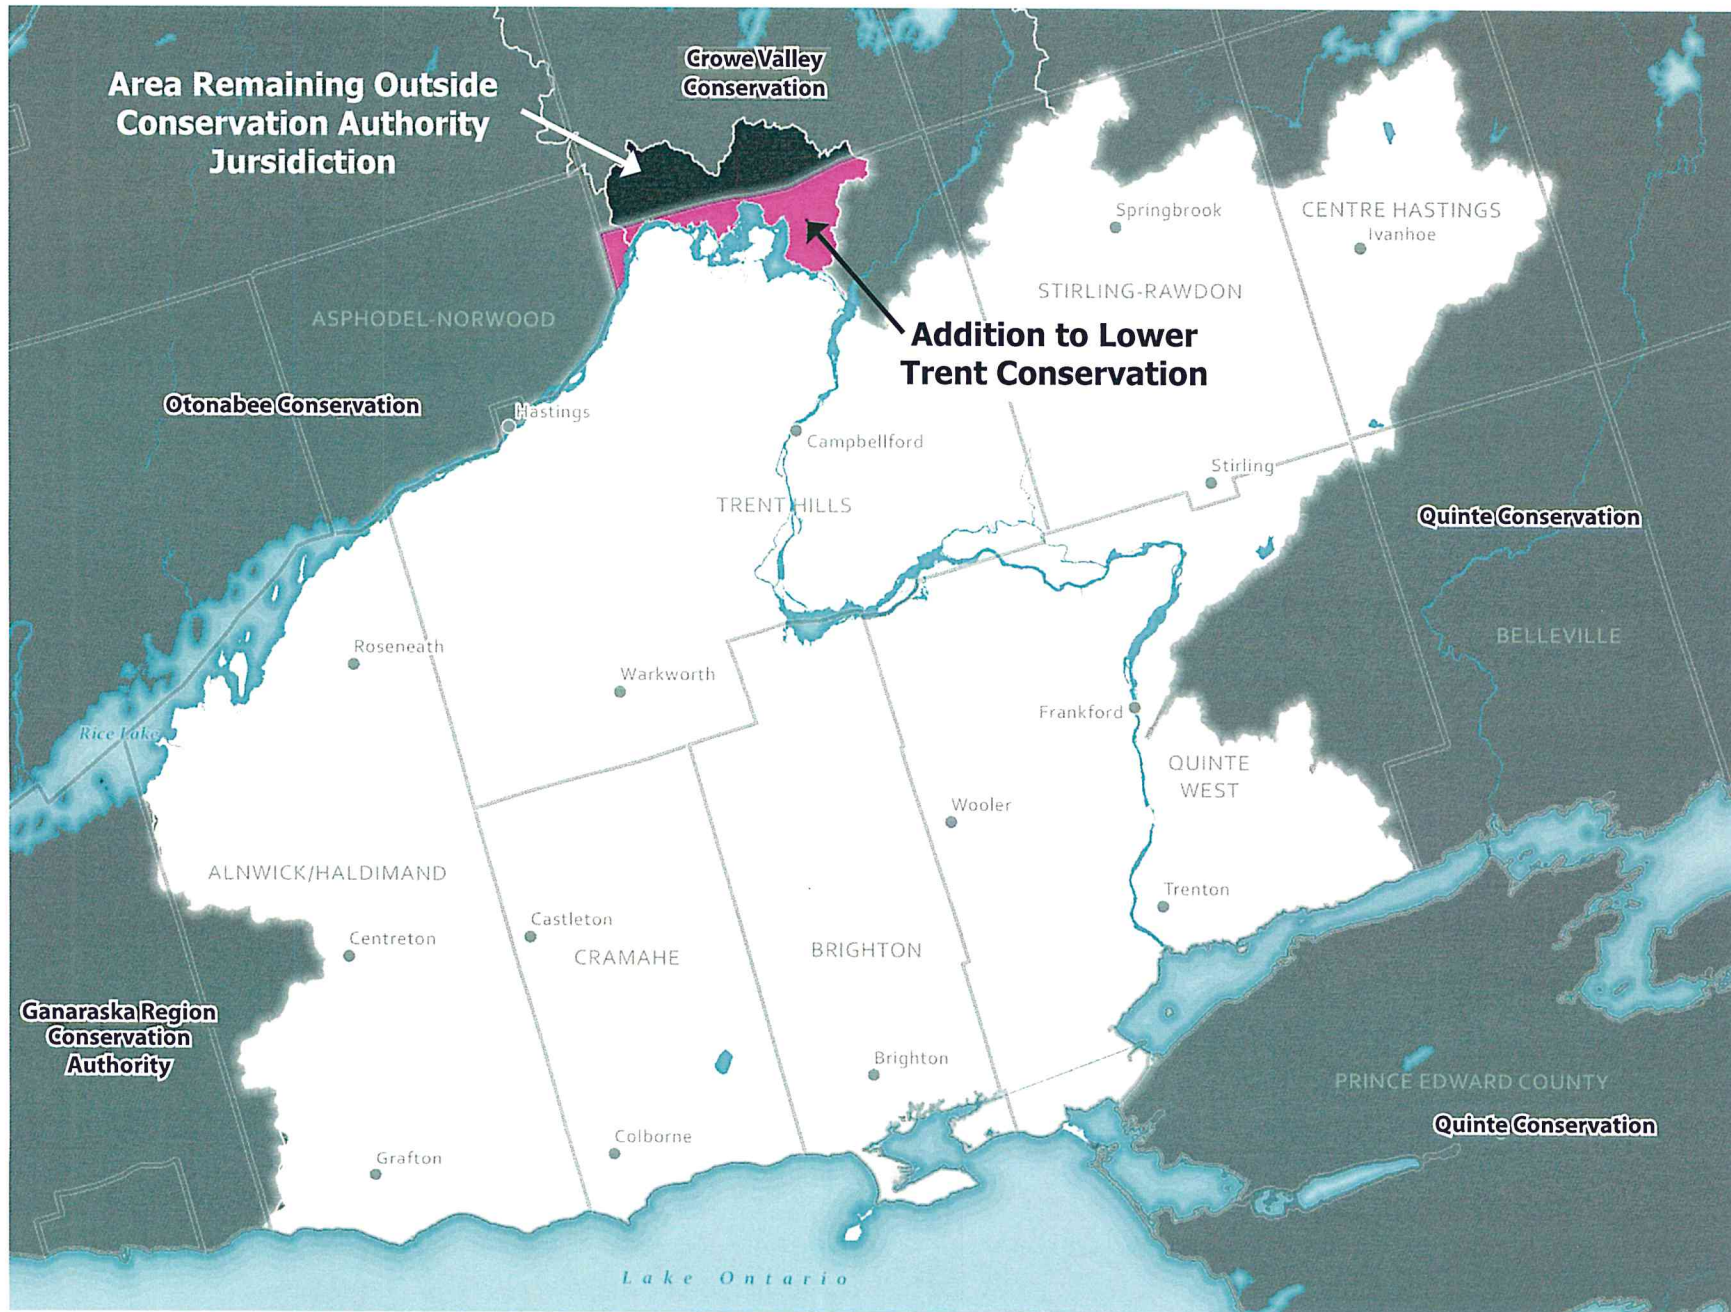 Crowe Valley
Conservation
Area Remaining Outside
Conservation Authority
Jursidiction
Springbrook
CENTRE HASTINGS
Ivanhoe
STIRLING-RAWDON
ASPHODEL-NORWOOD
Addition to Lower
Trent Conservation
Otonabee Conservation
Hastings
Campbellford
Stirling
TRENT HILLS
Quinte Conservation
BELLEVILLE
Roseneath
Warkworth
Frankford
Rice Lake
QUINTE
WEST
Wooler
ALNWICK/HALDIMAND
Trenton
Castleton
Centreton
CRAMAHE
BRIGHTON
Ganaraska Region
Conservation
Authority
Brighton
PRINCE EDWARD COUNTY
Quinte Conservation
Colborne
Grafton
Lake Ontario